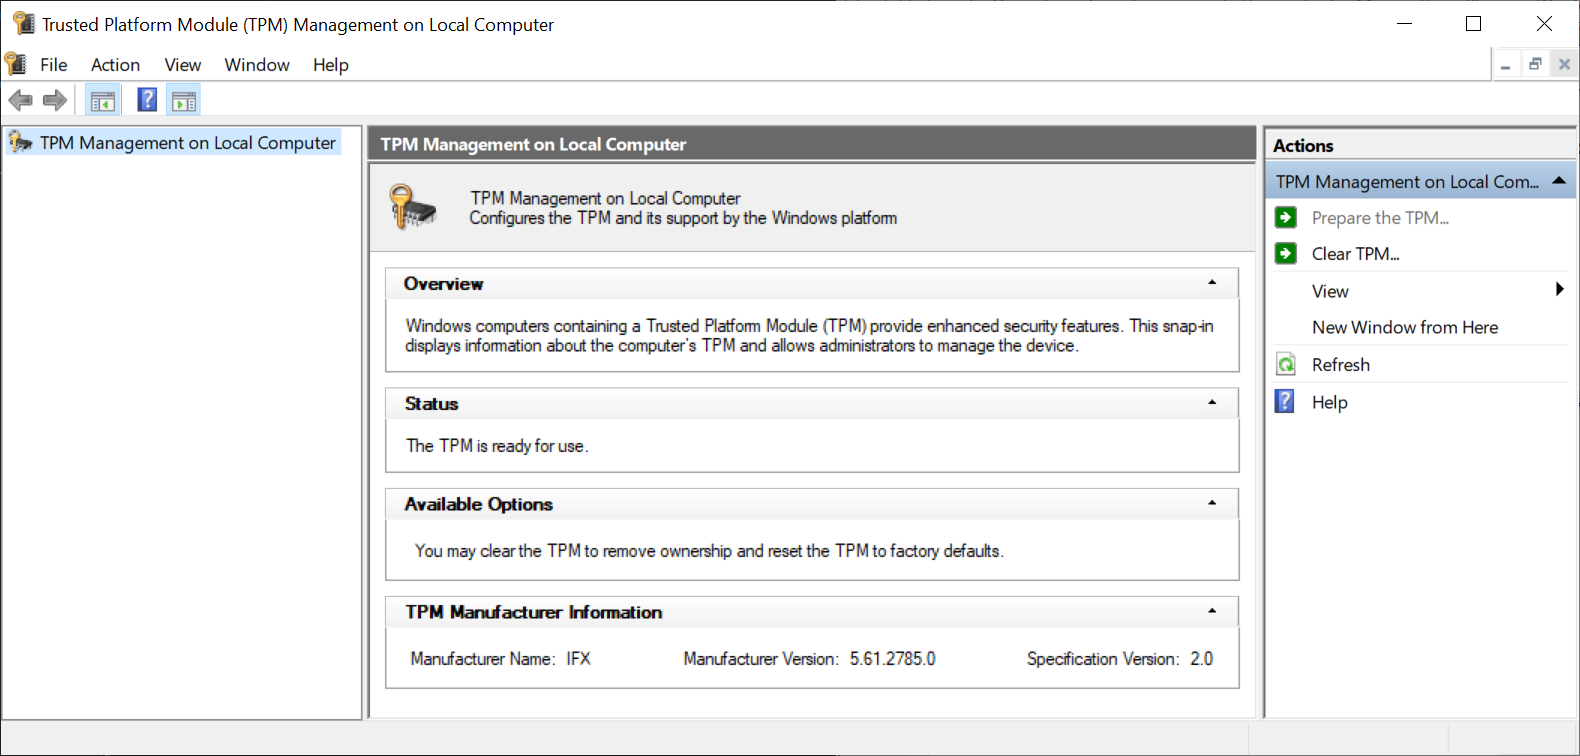 Trusted Platform Module (TPM) Management on Local Computer
File Action View Window Help
TPM Management on Local Computer
TPM Management on Local Computer
TPM Management on Local Computer
Configures the TPM and its support by the Windows platform
Overview
Windows computers containing a Trusted Platform Module (TPM) provide enhanced security features. This snap-in
displays information about the computer's TPM and allows administrators to manage the device.
Status
The TPM is ready for use.
Available Options
You may clear the TPM to remove ownership and reset the TPM to factory defaults.
TPM Manufacturer Information
Manufacturer Name: IFX Manufacturer Version: 5.61.2785.0 Specification Version: 2.0
Actions
TPM Management on Local Com...
Prepare the TPM...
Clear TPM...
View
New Window from Here
Refresh
Help